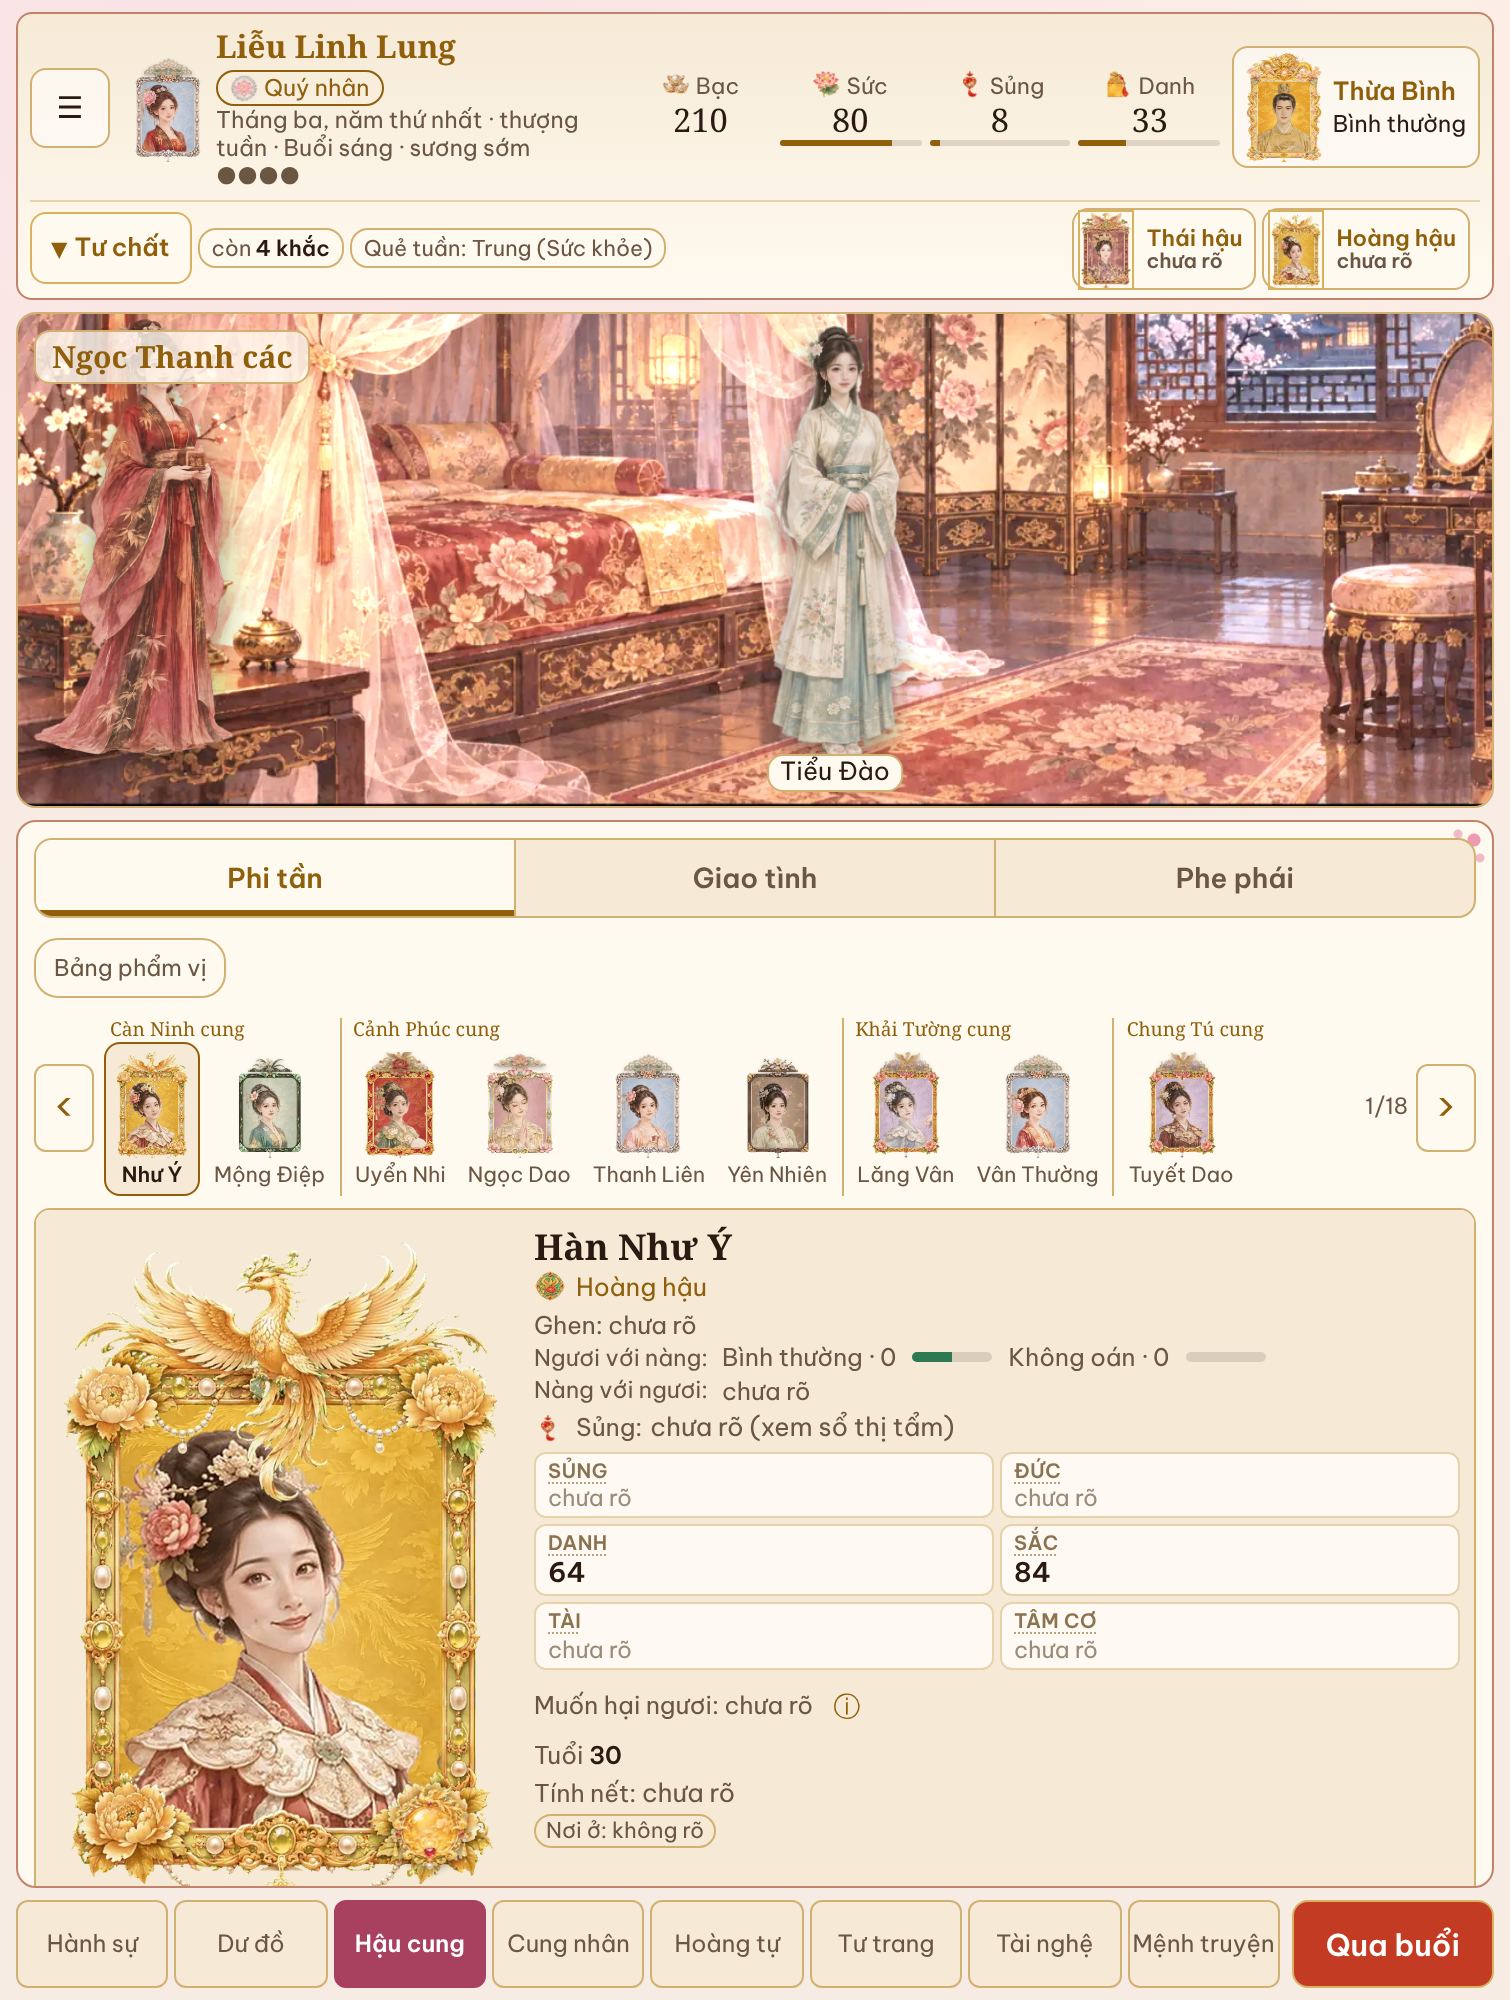 ☰
Liễu Linh Lung
Quý nhân
Tháng ba, năm thứ nhất · thượng
tuần · Buổi sáng · sương sớm
Bạc
210
Sức
80
Sủng
8
Danh
33
Thừa Bình
Bình thường
▼ Tư chất
còn 4 khắc
Quẻ tuần: Trung (Sức khỏe)
Thái hậu
chưa rõ
Hoàng hậu
chưa rõ
Ngọc Thanh các
Tiểu Đào
Phi tần
Giao tình
Phe phái
Bảng phẩm vị
Càn Ninh cung
Cảnh Phúc cung
Khải Tường cung
Chung Tú cung
‹
Như Ý
Mộng Điệp
Uyển Nhi
Ngọc Dao
Thanh Liên
Yên Nhiên
Lăng Vân
Vân Thường
Tuyết Dao
1/18
›
Hàn Như Ý
Hoàng hậu
Ghen: chưa rõ
Ngươi với nàng: Bình thường · 0 Không oán · 0
Nàng với ngươi: chưa rõ
Sủng: chưa rõ (xem sổ thị tẩm)
SỦNG
chưa rõ
ĐỨC
chưa rõ
DANH
64
SẮC
84
TÀI
chưa rõ
TÂM CƠ
chưa rõ
Muốn hại ngươi: chưa rõ ⓘ
Tuổi 30
Tính nết: chưa rõ
Nơi ở: không rõ
Hành sự
Dư đồ
Hậu cung
Cung nhân
Hoàng tự
Tư trang
Tài nghệ
Mệnh truyện
Qua buổi